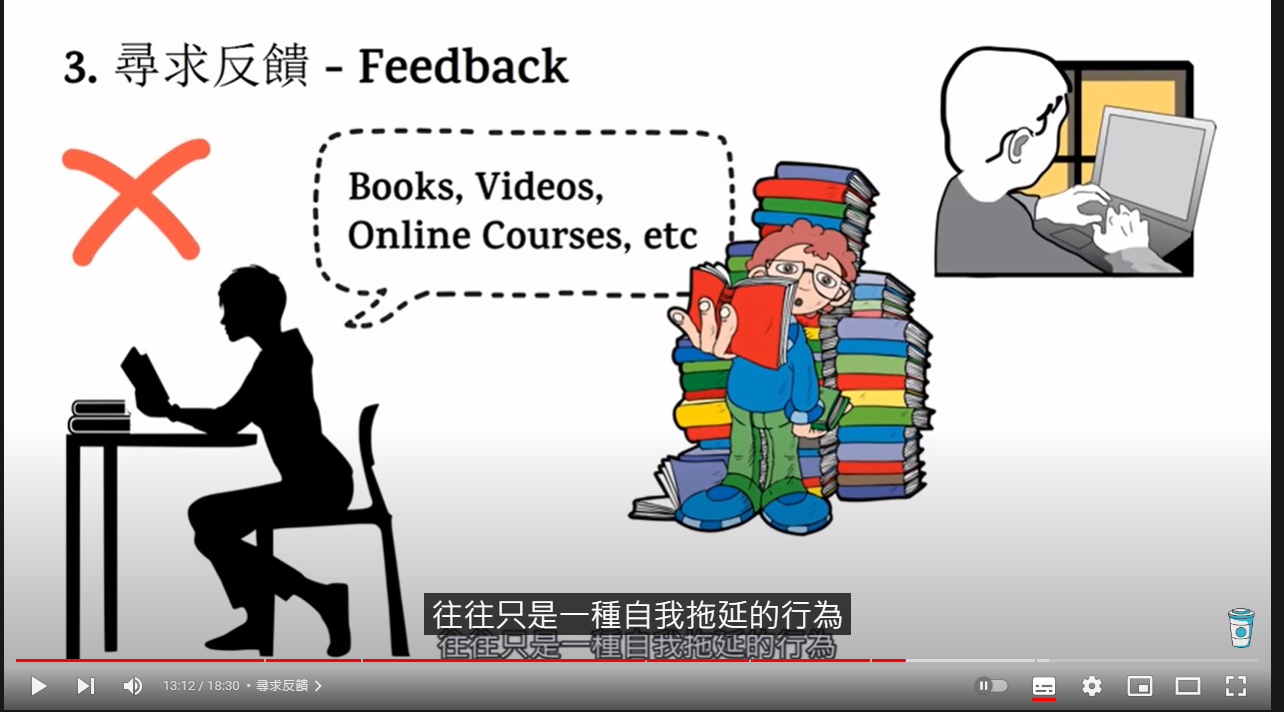 3. 尋求反饋 - Feedback
Books, Videos,
Online Courses, etc
往往只是一種自我拖延的行為
往往只是一種自我拖延的行為
13:12 / 18:30 • 尋求反饋